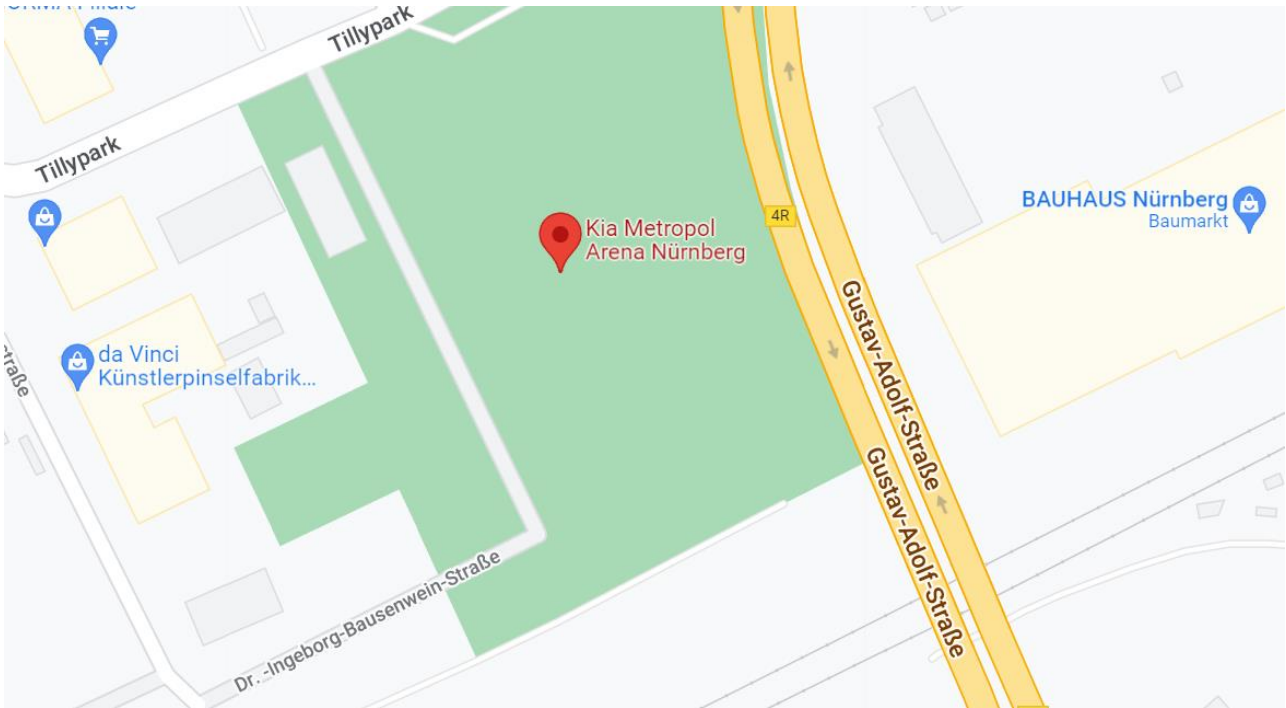 Tillypark
Tillypark
Kia Metropol
Arena Nürnberg
4R
BAUHAUS Nürnberg
Baumarkt
Gustav-Adolf-Straße
Gustav-Adolf-Straße
da Vinci
Künstlerpinselfabrik...
Dr. -Ingeborg-Bausenwein-Straße